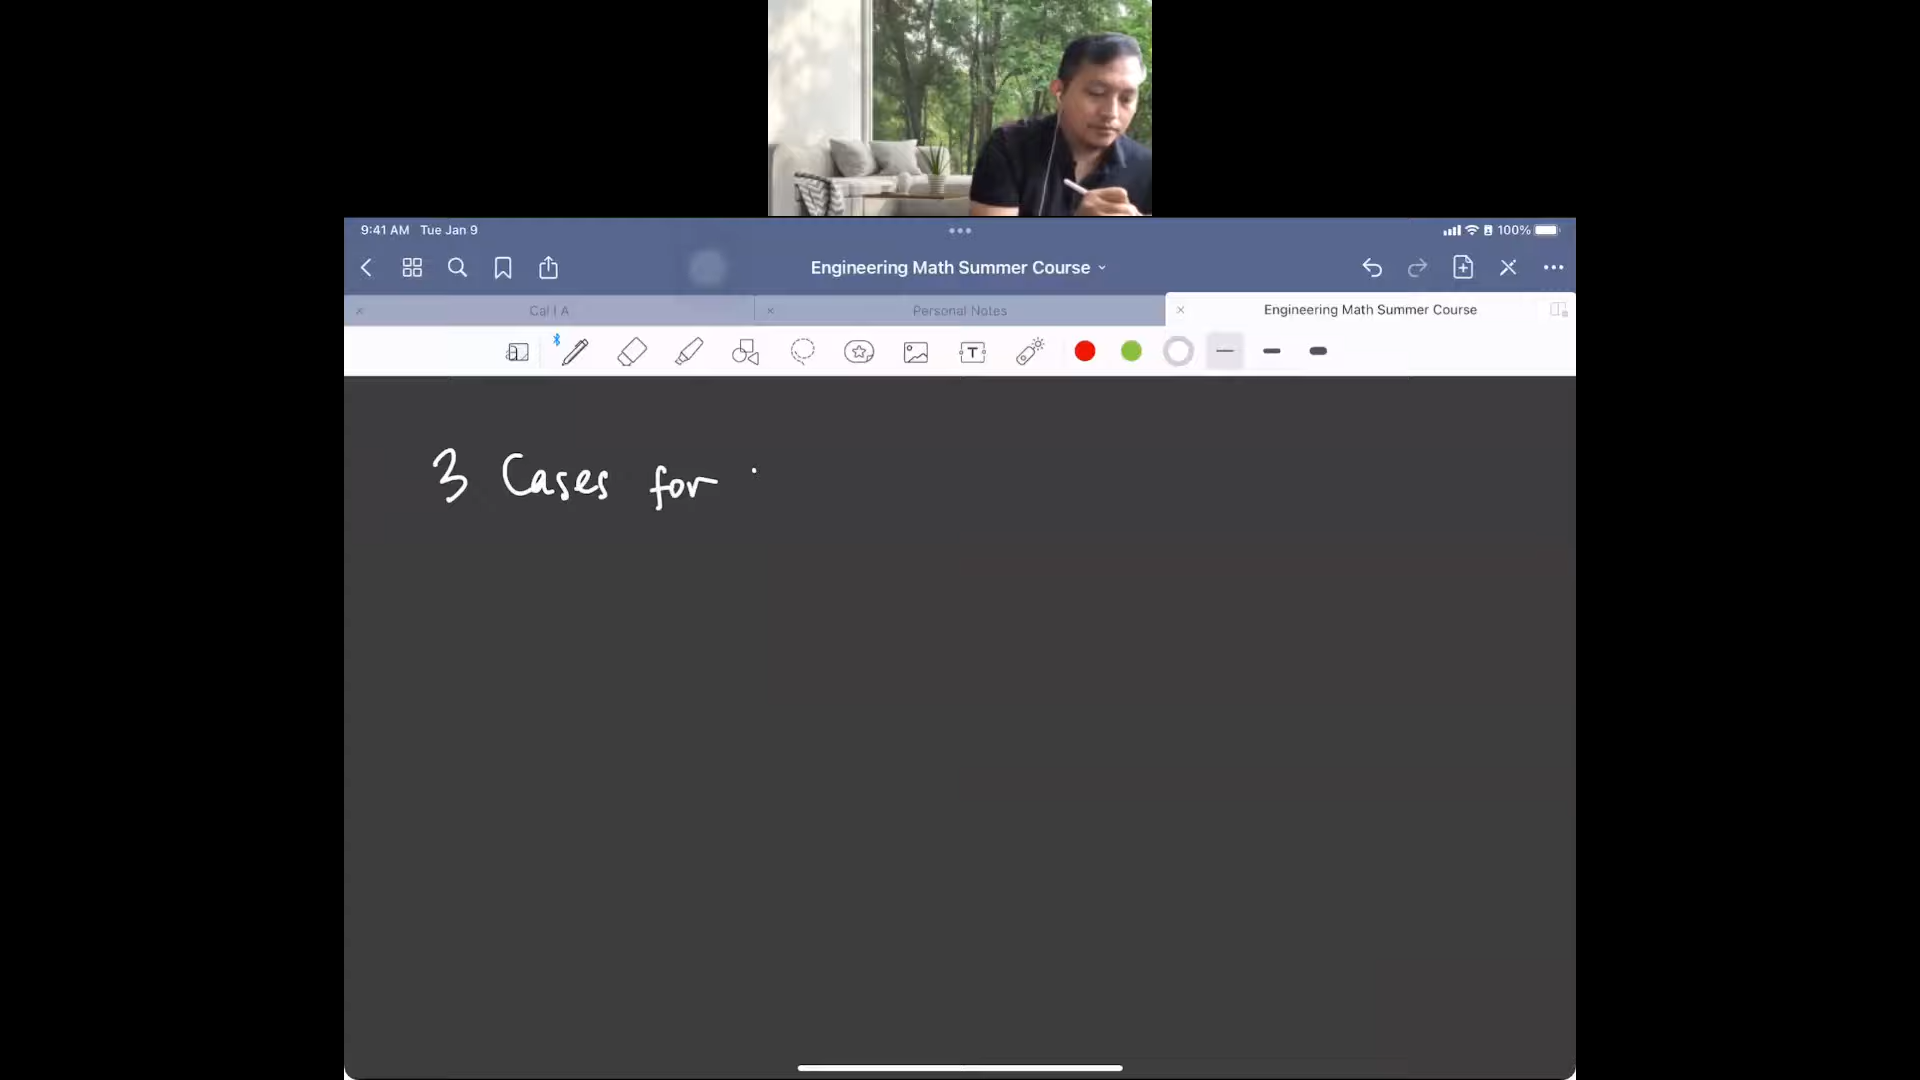 9:41 AM Tue Jan 9
100%
Engineering Math Summer Course
Cal I A
Personal Notes
Engineering Math Summer Course
T
3 Cases for